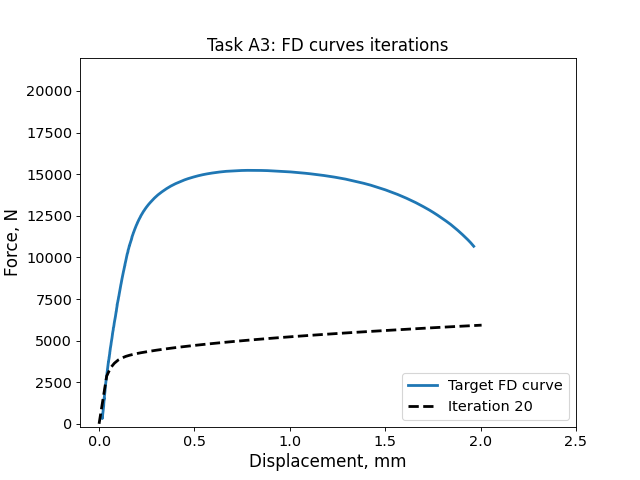 Task A3: FD curves iterations
Force, N
20000
17500
15000
12500
10000
7500
5000
2500
0
0.0 0.5 1.0 1.5 2.0 2.5
Displacement, mm
Target FD curve
Iteration 20